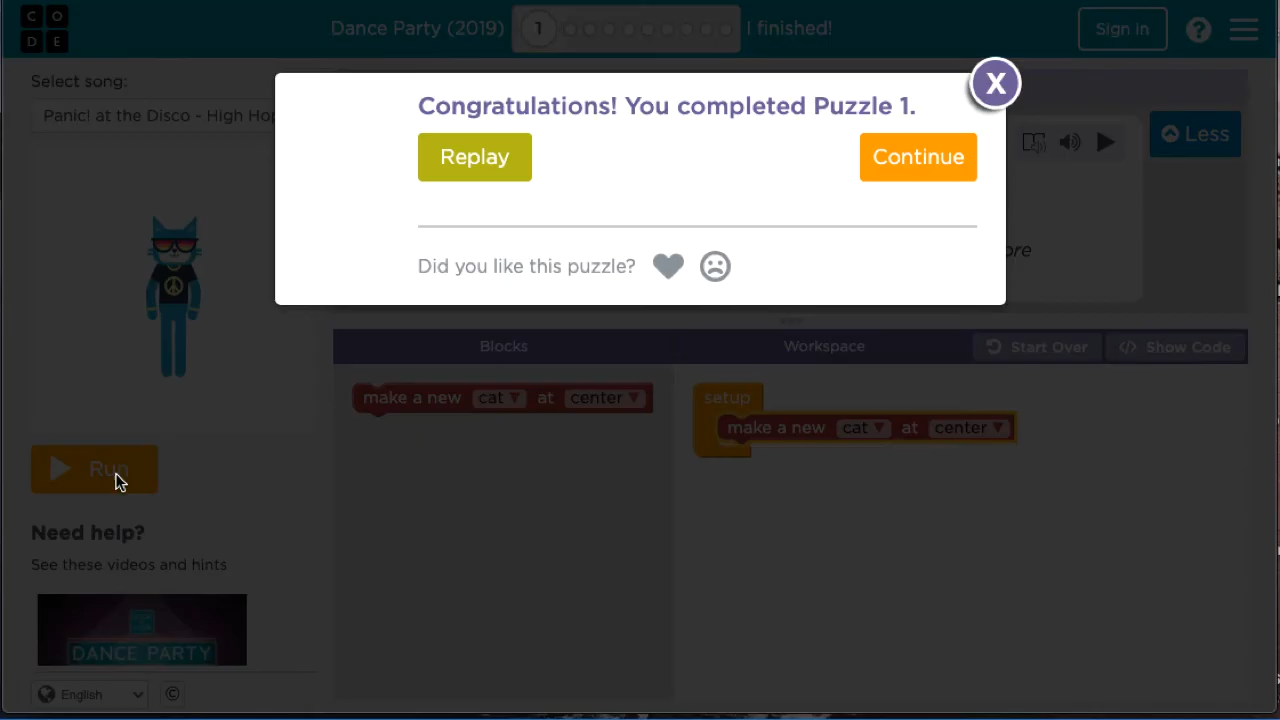 C O
D E
Dance Party (2019)
1
I finished!
Sign In
?
Select song:
Panic! at the Disco - High Hop
X
Congratulations! You completed Puzzle 1.
Replay
Continue
Less
Did you like this puzzle?
ore
Blocks
Workspace
Start Over
Show Code
make a new cat at center
setup
make a new cat at center
Run
Need help?
See these videos and hints
DANCE PARTY
English
©